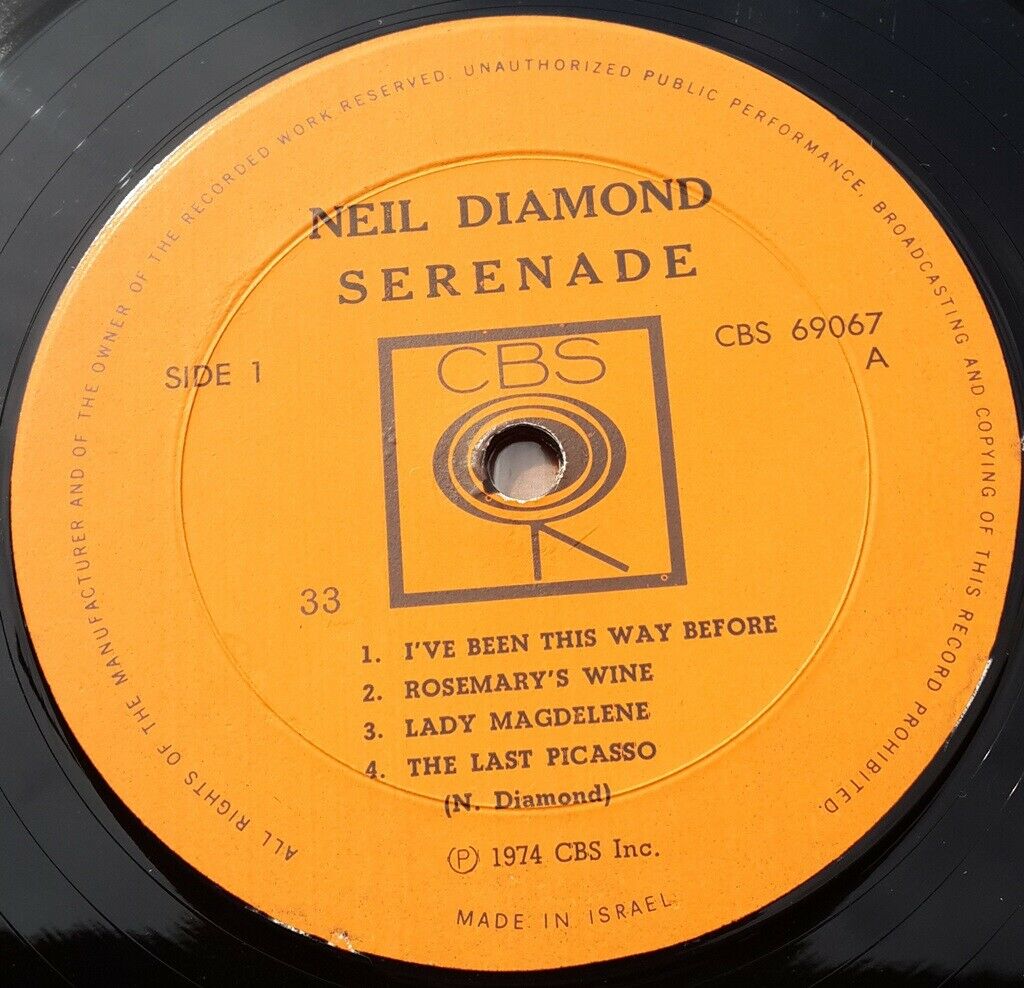 ALL RIGHTS OF THE MANUFACTURER AND OF THE OWNER OF THE RECORDED WORK RESERVED. UNAUTHORIZED PUBLIC PERFORMANCE, BROADCASTING AND COPYING OF THIS RECORD PROHIBITED.
NEIL DIAMOND
SERENADE
SIDE 1
CBS
CBS 69067
A
33
1. I'VE BEEN THIS WAY BEFORE
2. ROSEMARY'S WINE
3. LADY MAGDELENE
4. THE LAST PICASSO
(N. Diamond)
Ⓟ 1974 CBS Inc.
MADE IN ISRAEL